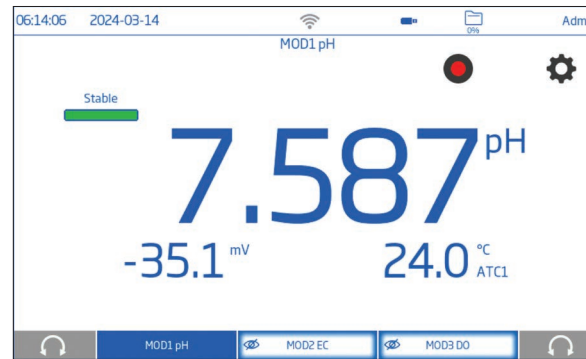 06:14:06 2024-03-14 0% Adm
MOD1 pH
Stable
7.587 pH
-35.1 mV 24.0 °C
ATC1
MOD1 pH MOD2 EC MOD3 DO